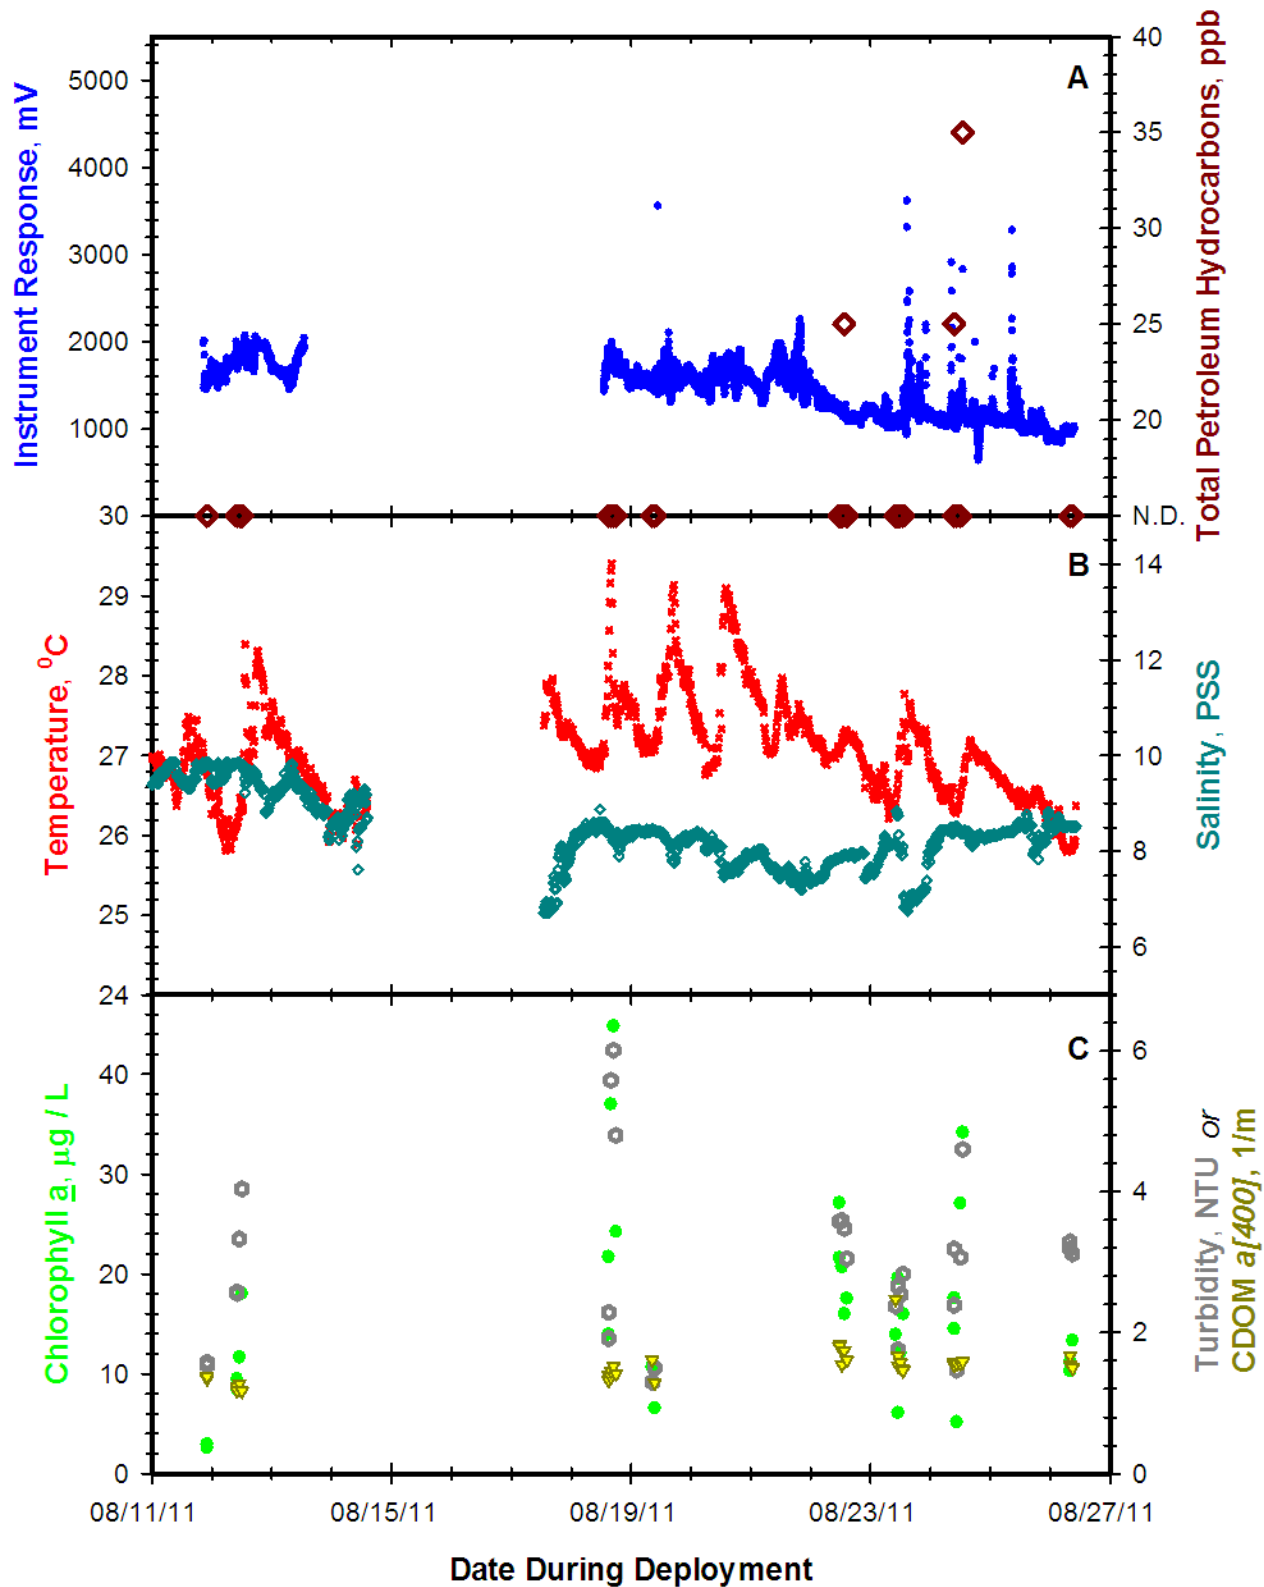 A
Instrument Response, mV
5000
4000
3000
2000
1000
40
35
30
25
20
N.D.
Total Petroleum Hydrocarbons, ppb
B
Temperature, ⁰C
30
29
28
27
26
25
24
14
12
10
8
6
Salinity, PSS
C
Chlorophyll a, µg / L
40
30
20
10
0
6
4
2
0
Turbidity, NTU or
CDOM a[400], 1/m
08/11/11 08/15/11 08/19/11 08/23/11 08/27/11
Date During Deployment